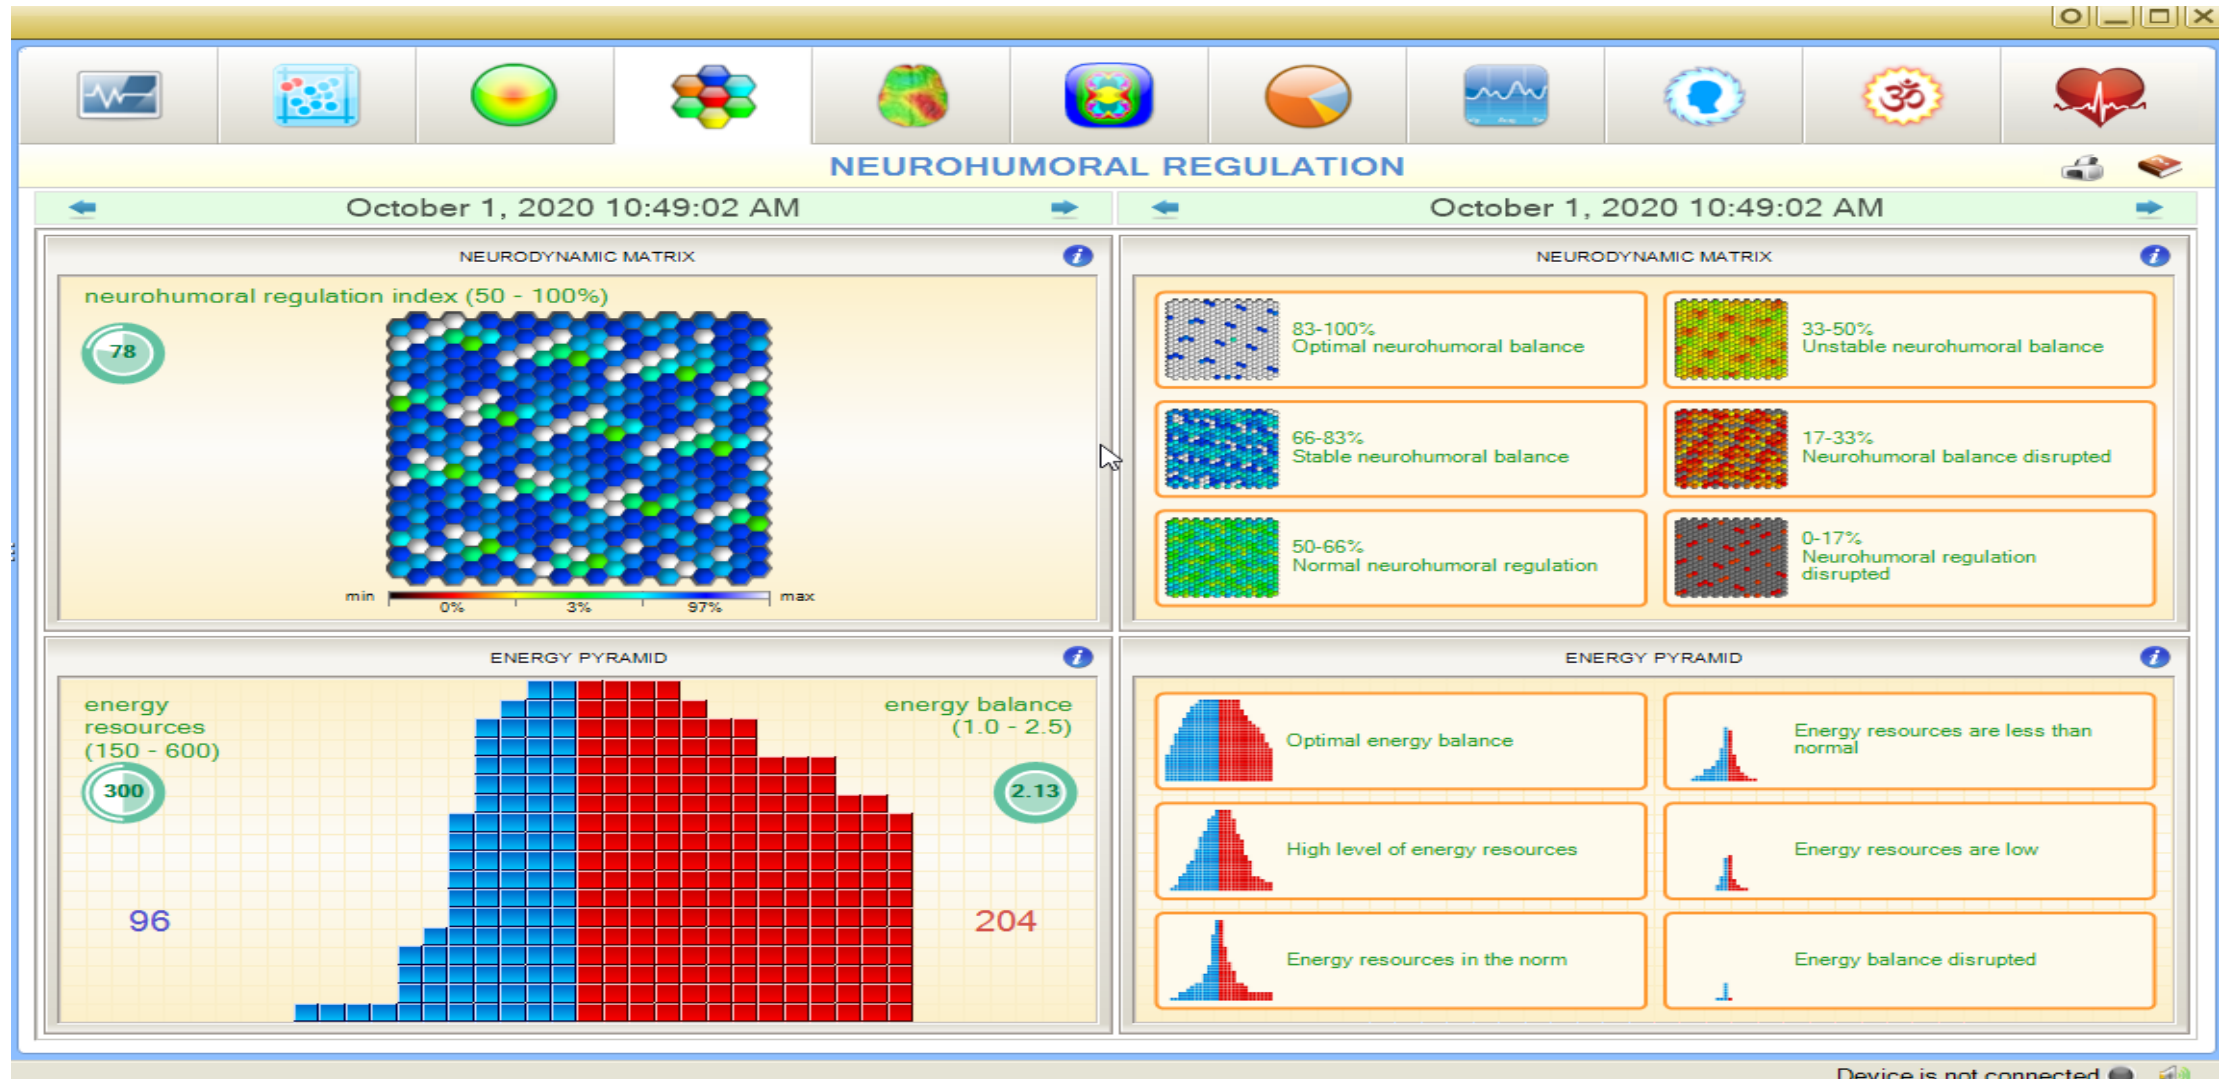 NEUROHUMORAL REGULATION
October 1, 2020 10:49:02 AM
October 1, 2020 10:49:02 AM
NEURODYNAMIC MATRIX
neurohumoral regulation index (50 - 100%)
78
min
0%
3%
97%
max
NEURODYNAMIC MATRIX
83-100%
Optimal neurohumoral balance
33-50%
Unstable neurohumoral balance
66-83%
Stable neurohumoral balance
17-33%
Neurohumoral balance disrupted
50-66%
Normal neurohumoral regulation
0-17%
Neurohumoral regulation
disrupted
ENERGY PYRAMID
energy
resources
(150 - 600)
300
96
energy balance
(1.0 - 2.5)
2.13
204
ENERGY PYRAMID
Optimal energy balance
Energy resources are less than
normal
High level of energy resources
Energy resources are low
Energy resources in the norm
Energy balance disrupted
Device is not connected